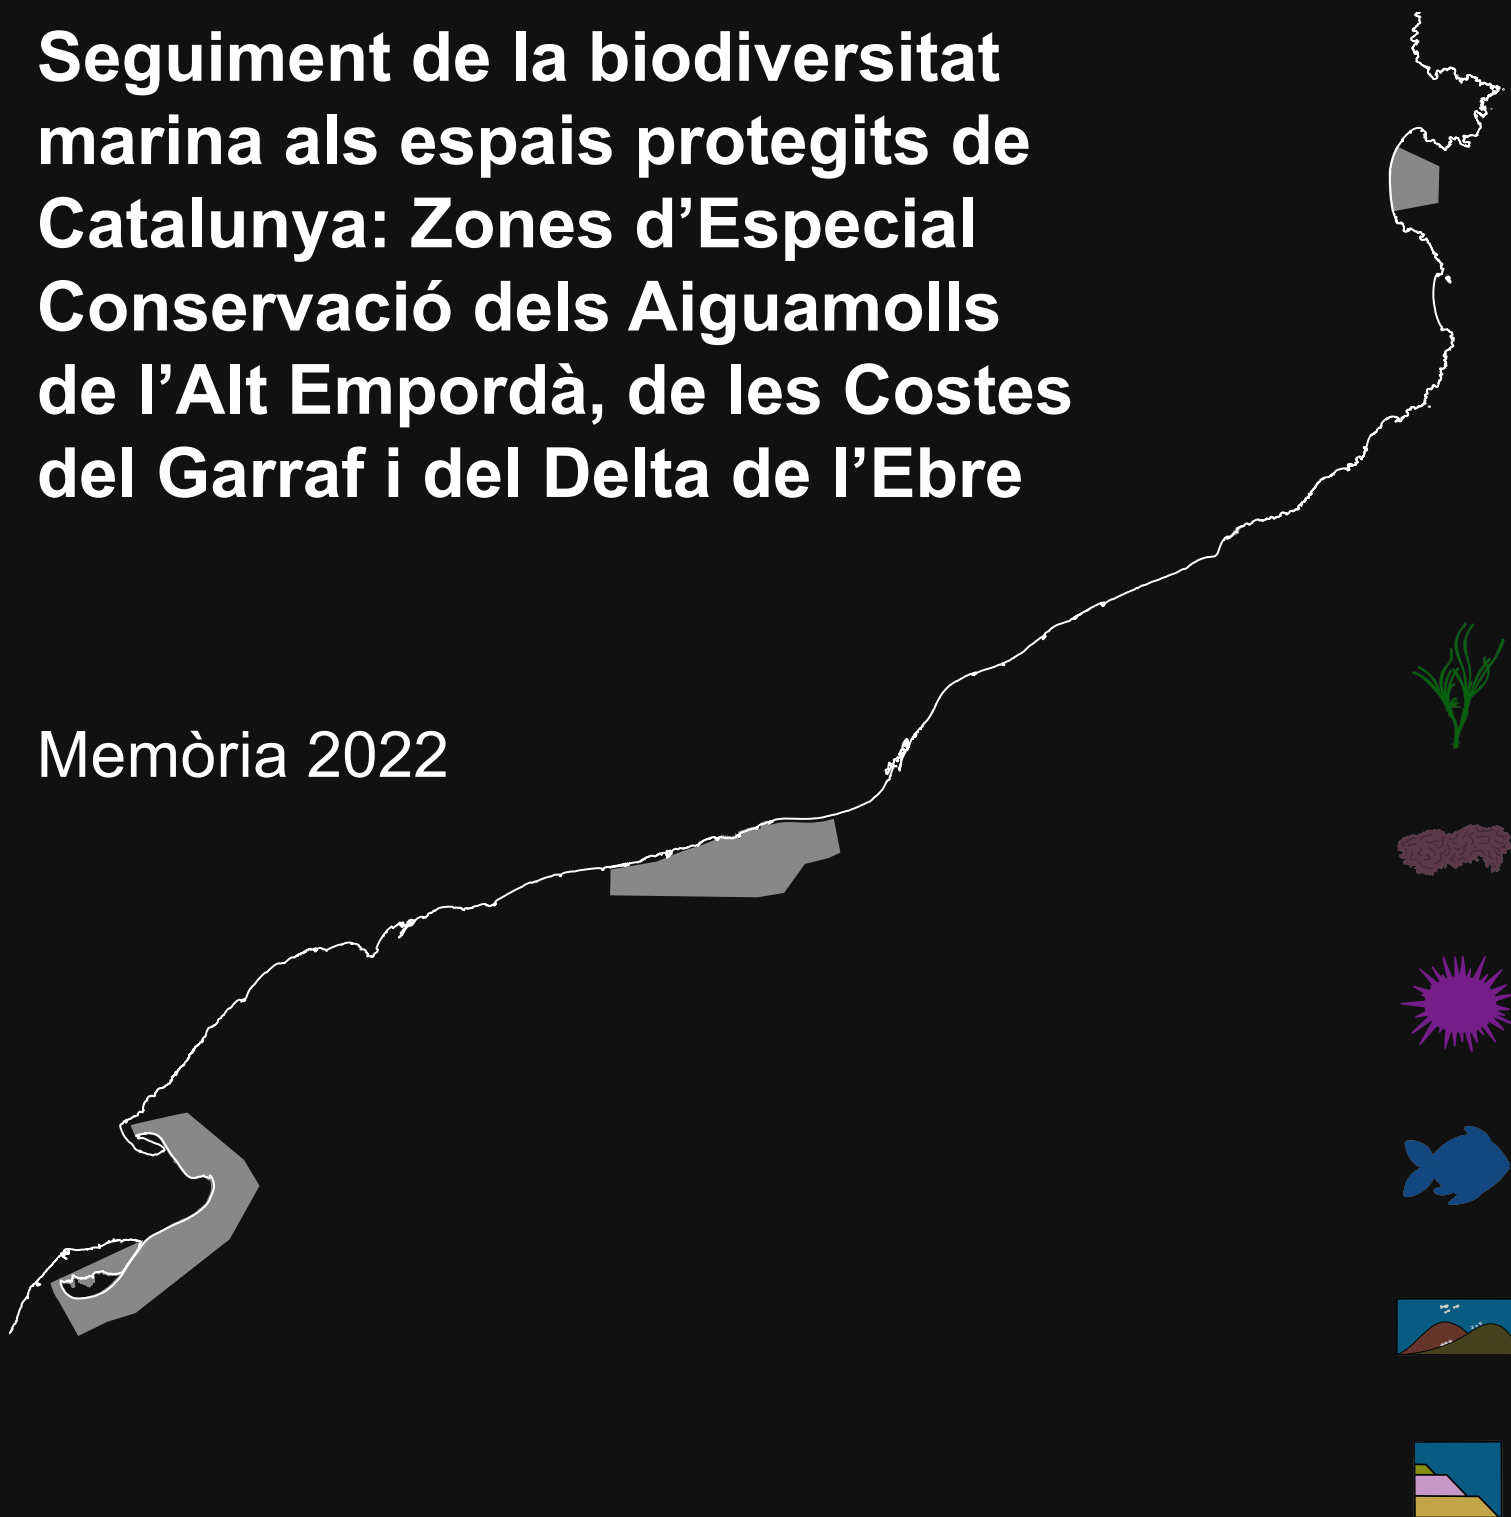 Seguiment de la biodiversitat
marina als espais protegits de
Catalunya: Zones d’Especial
Conservació dels Aiguamolls
de l’Alt Empordà, de les Costes
del Garraf i del Delta de l’Ebre
Memòria 2022